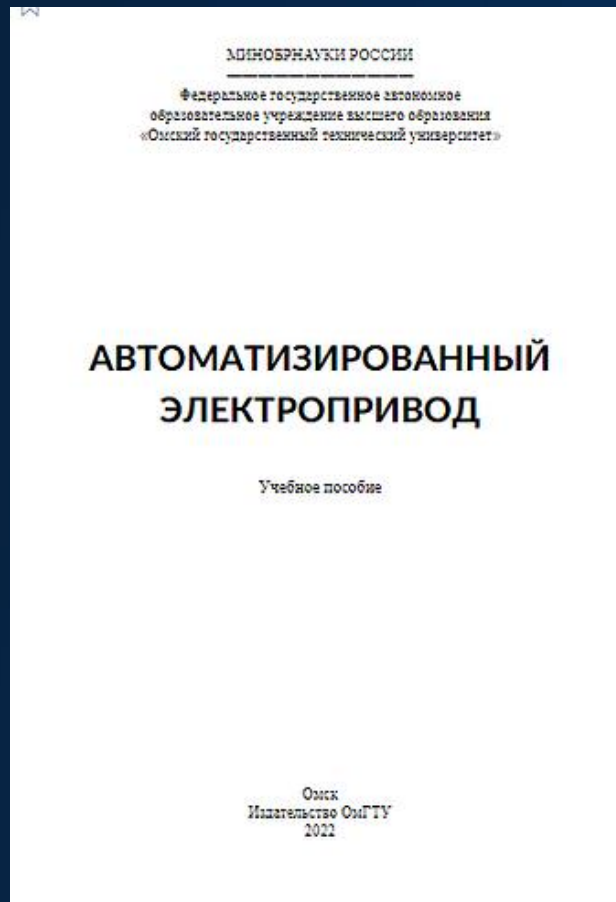 МИНОБРНАУКИ РОССИИ
Федеральное государственное автономное
образовательное учреждение высшего образования
«Омский государственный технический университет»
АВТОМАТИЗИРОВАННЫЙ
ЭЛЕКТРОПРИВОД
Учебное пособие
Омск
Издательство ОмГТУ
2022